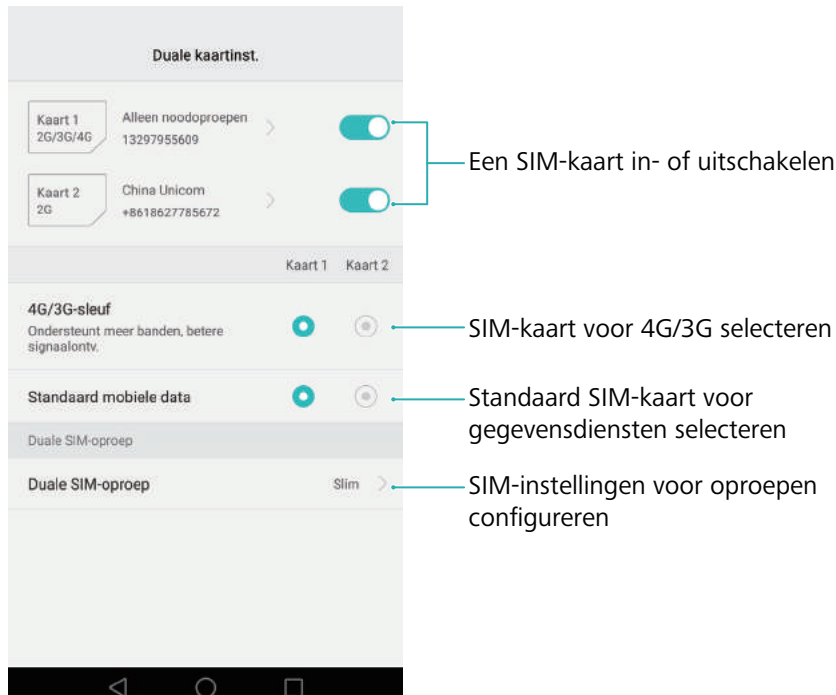 Duale kaartinst.
Kaart 1
2G/3G/4G
Alleen noodoproepen
13297955609
Kaart 2
2G
China Unicom
+8618627785672
Een SIM-kaart in- of uitschakelen
Kaart 1 Kaart 2
4G/3G-sleuf
Ondersteunt meer banden, betere
signaalontv.
SIM-kaart voor 4G/3G selecteren
Standaard mobiele data
Standaard SIM-kaart voor
gegevensdiensten selecteren
Duale SIM-oproep
Duale SIM-oproep
Slim
SIM-instellingen voor oproepen
configureren